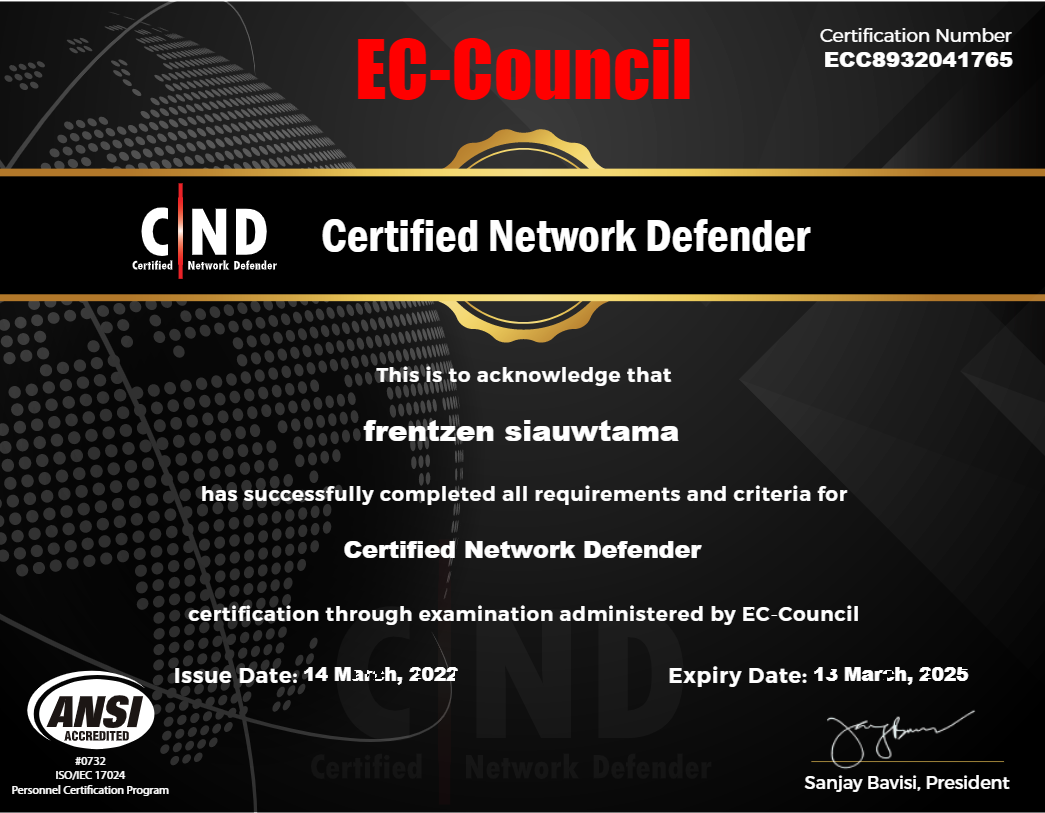 EC-Council
Certification Number
ECC8932041765
C ND
Certified Network Defender
Certified Network Defender
This is to acknowledge that
frentzen siauwtama
has successfully completed all requirements and criteria for
Certified Network Defender
certification through examination administered by EC-Council
Issue Date: 14 March, 2022
Expiry Date: 13 March, 2025
C ND
Certified Network Defender
ANSI
ACCREDITED
#0732
ISO/IEC 17024
Personnel Certification Program
Sanjay Bavisi, President